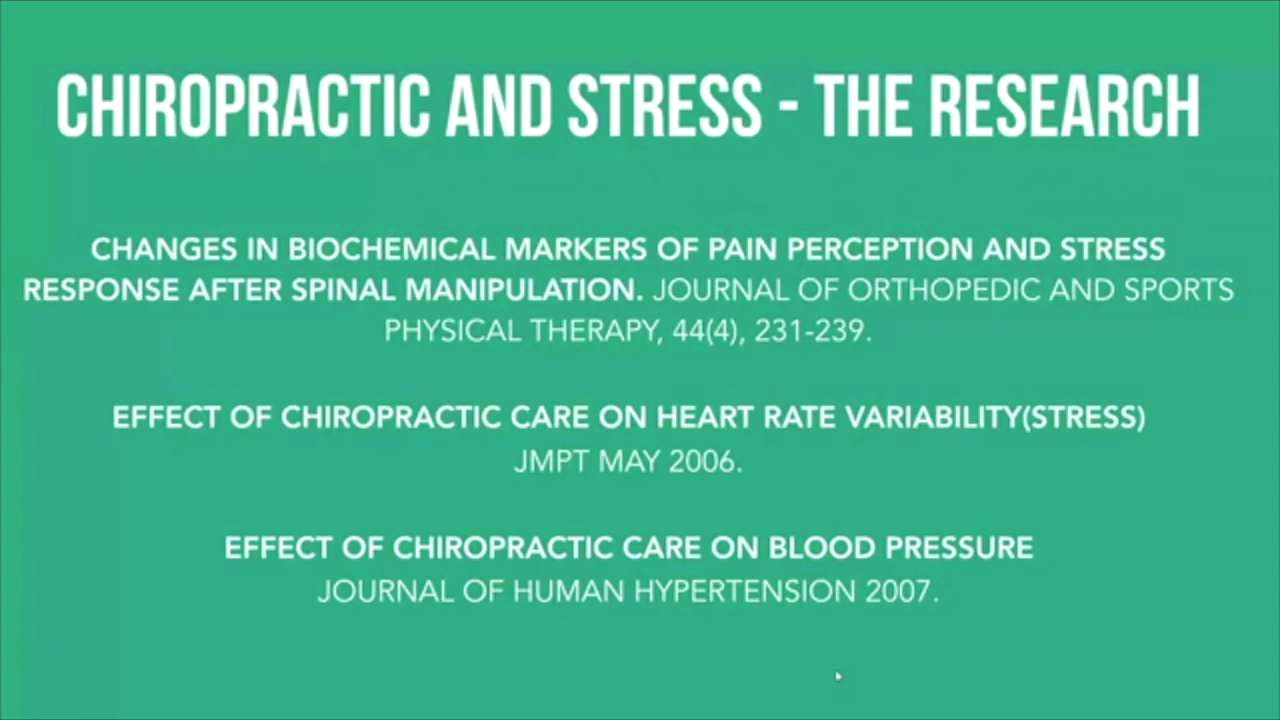 CHIROPRACTIC AND STRESS - THE RESEARCH
CHANGES IN BIOCHEMICAL MARKERS OF PAIN PERCEPTION AND STRESS
RESPONSE AFTER SPINAL MANIPULATION. JOURNAL OF ORTHOPEDIC AND SPORTS
PHYSICAL THERAPY, 44(4), 231-239.
EFFECT OF CHIROPRACTIC CARE ON HEART RATE VARIABILITY(STRESS)
JMPT MAY 2006.
EFFECT OF CHIROPRACTIC CARE ON BLOOD PRESSURE
JOURNAL OF HUMAN HYPERTENSION 2007.